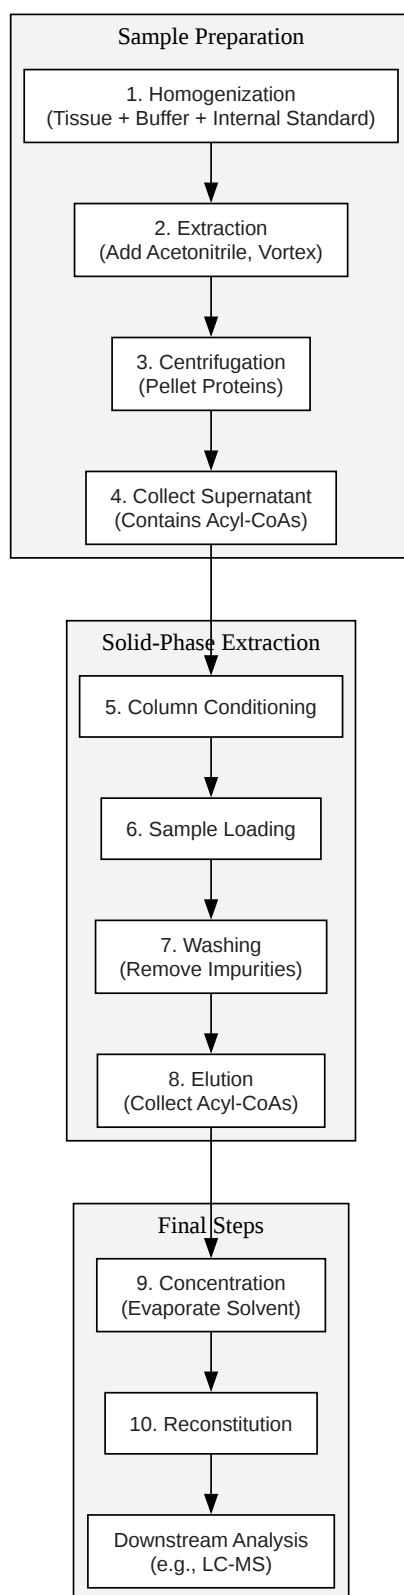 Sample Preparation
1. Homogenization
(Tissue + Buffer + Internal Standard)
2. Extraction
(Add Acetonitrile, Vortex)
3. Centrifugation
(Pellet Proteins)
4. Collect Supernatant
(Contains Acyl-CoAs)
Solid-Phase Extraction
5. Column Conditioning
6. Sample Loading
7. Washing
(Remove Impurities)
8. Elution
(Collect Acyl-CoAs)
Final Steps
9. Concentration
(Evaporate Solvent)
10. Reconstitution
Downstream Analysis
(e.g., LC-MS)